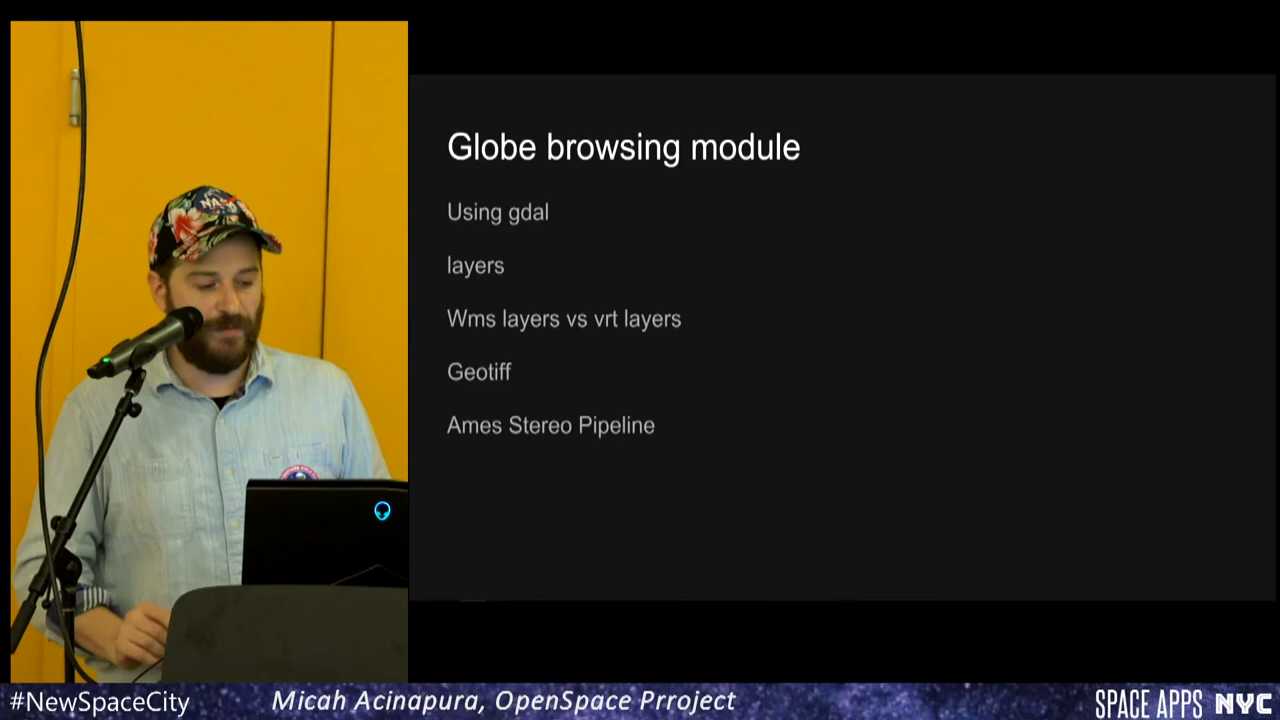 NASA
Globe browsing module
Using gdal
layers
Wms layers vs vrt layers
Geotiff
Ames Stereo Pipeline
#NewSpaceCity
Micah Acinapura, OpenSpace Prroject
SPACE APPS NYC